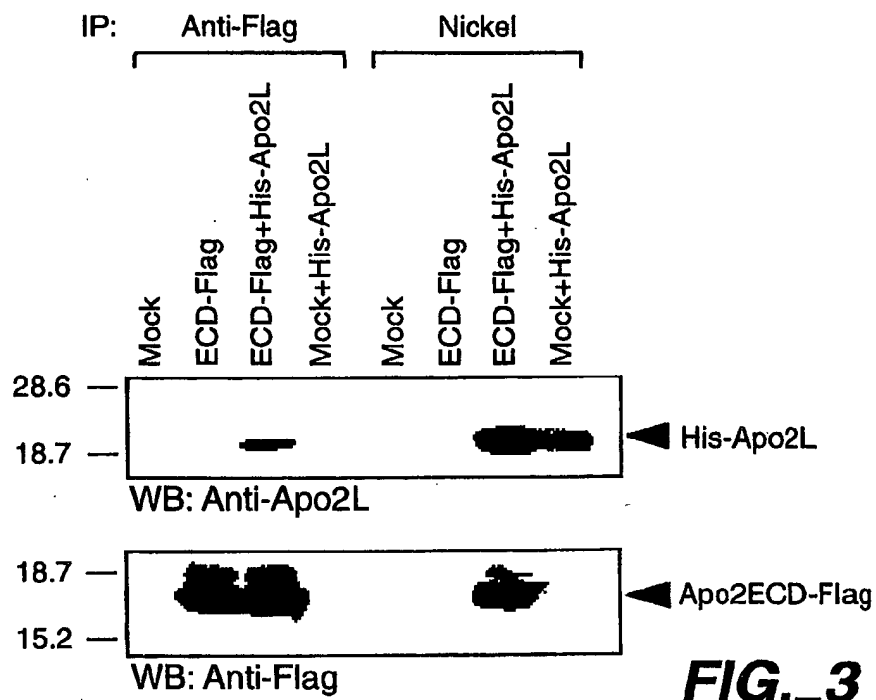 IP: Anti-Flag Nickel
Mock
ECD-Flag
ECD-Flag+His-Apo2L
Mock+His-Apo2L
Mock
ECD-Flag
ECD-Flag+His-Apo2L
Mock+His-Apo2L
28.6
18.7
His-Apo2L
WB: Anti-Apo2L
18.7
15.2
Apo2ECD-Flag
WB: Anti-Flag
FIG._3